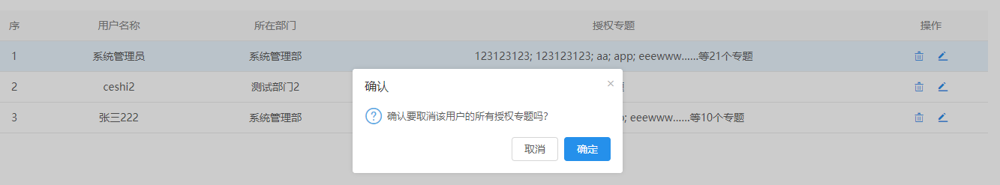 序 用户名称 所在部门 授权专题 操作
1 系统管理员 系统管理部 123123123; 123123123; aa; app; eeewww......等21个专题
2 ceshi2 测试部门2
3 张三222 系统管理部 ; eeewww......等10个专题
确认
确认要取消该用户的所有授权专题吗?
取消 确定